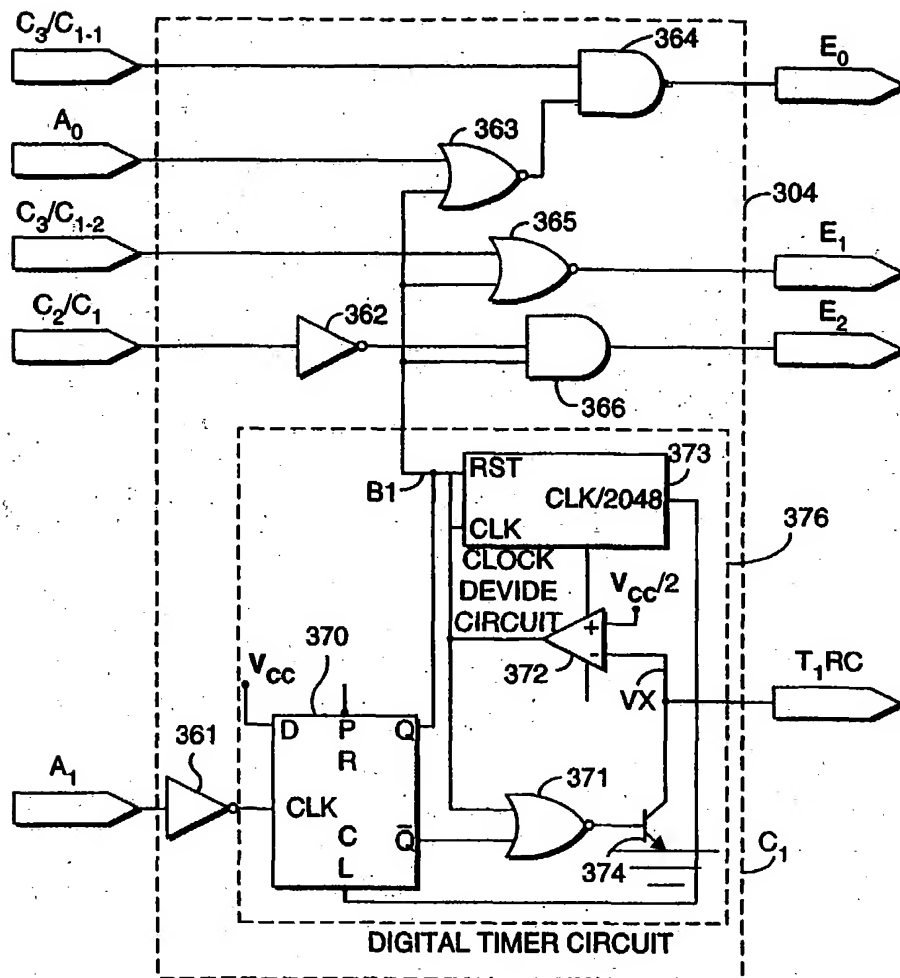 C3/C1-1
364
E0
A0
363
304
C3/C1-2
365
E1
C2/C1
362
E2
366
B1
RST
373
CLK/2048
CLK
376
CLOCK
DEVIDE
CIRCUIT
VCC/2
+
-
372
370
VCC
VX
T1RC
D
P
R
Q
361
371
A1
CLK
C
L
Q̅
374
C1
DIGITAL TIMER CIRCUIT